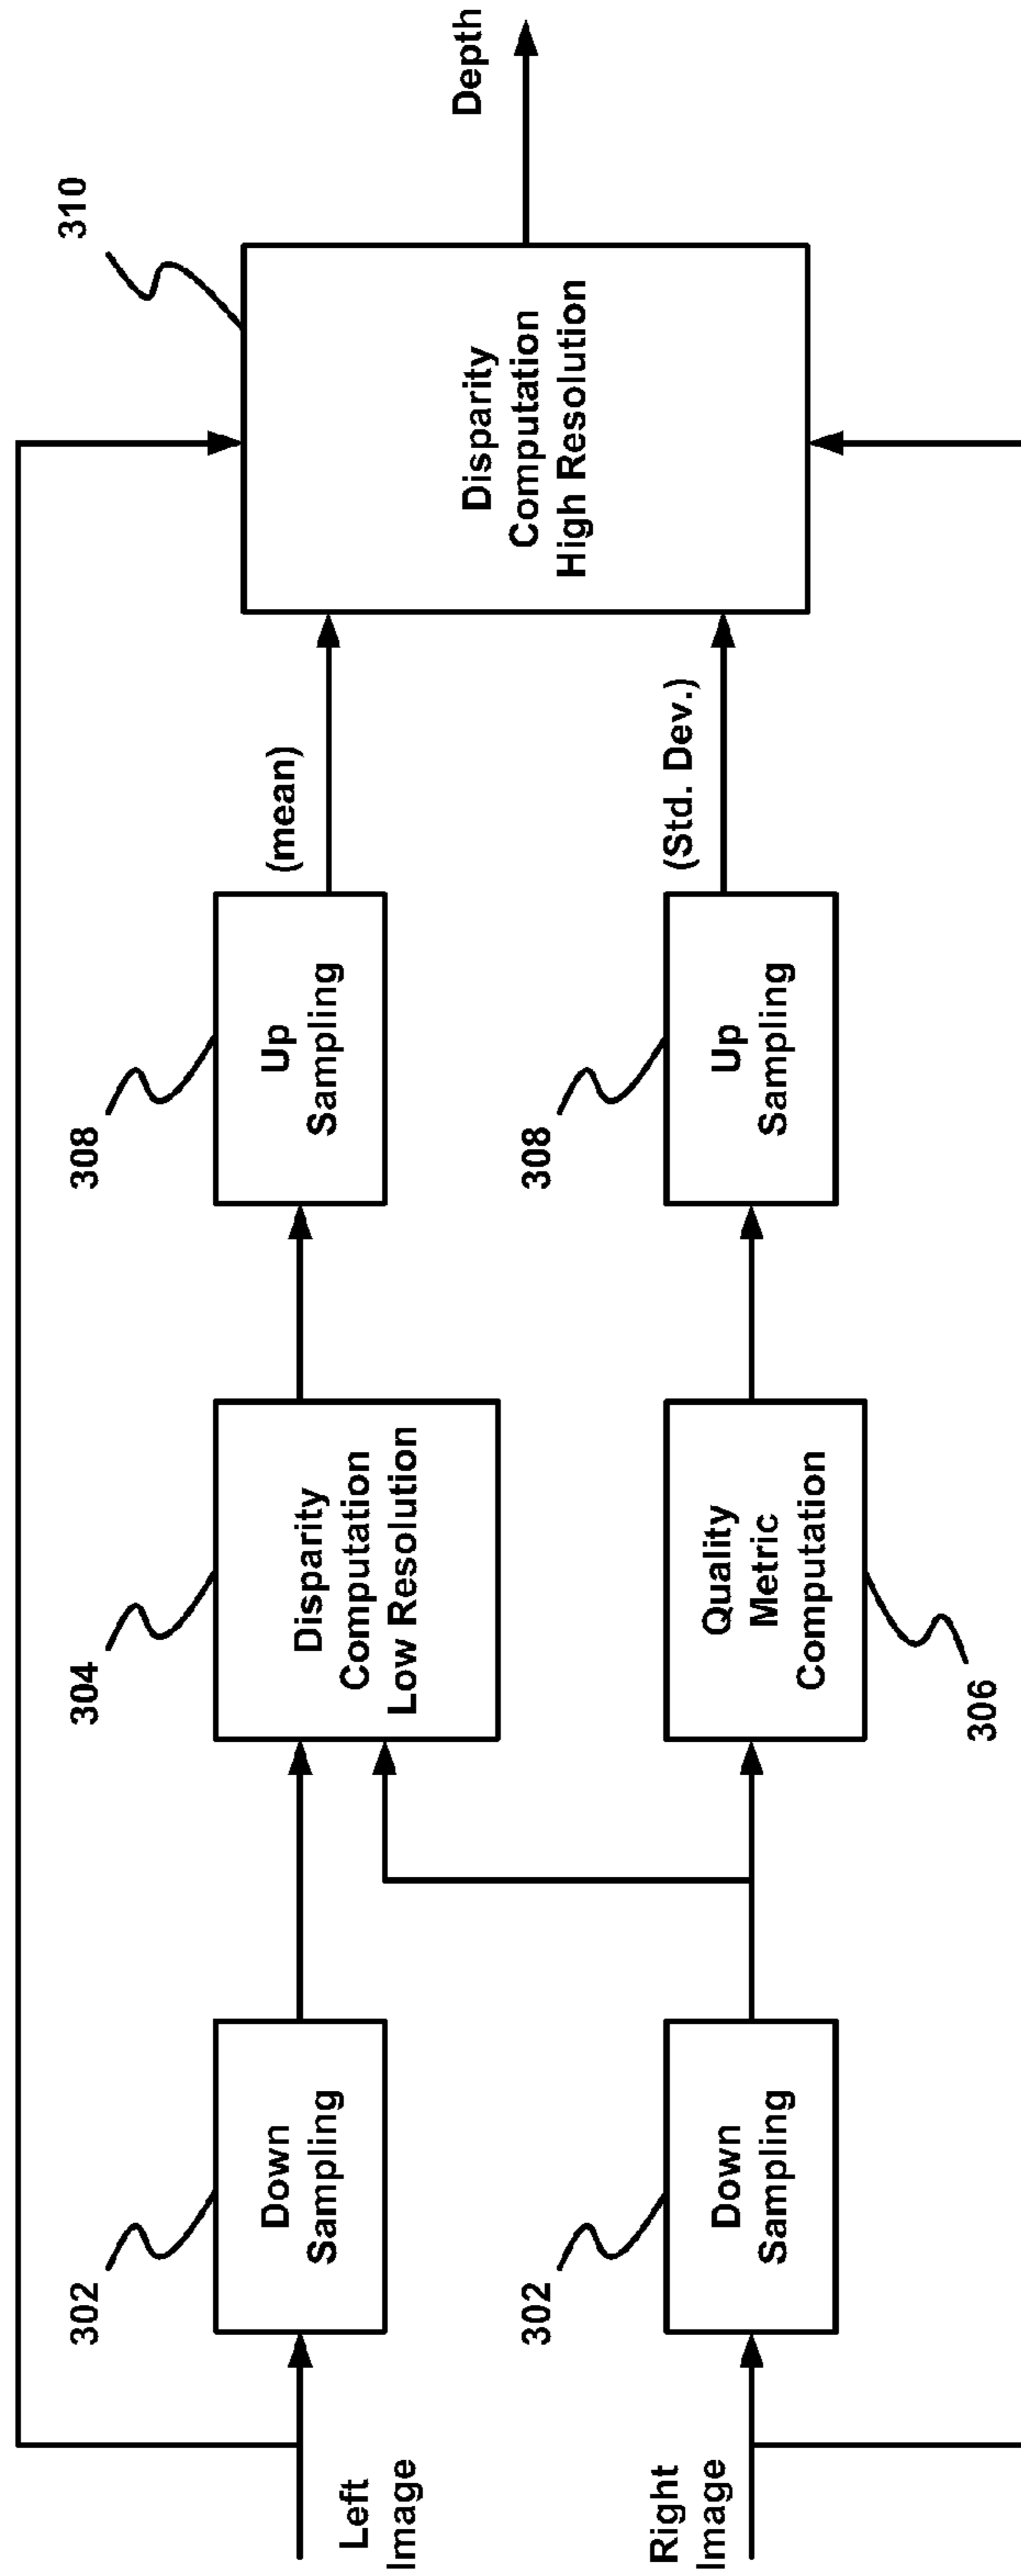 Left
Image
302
Down
Sampling
304
Disparity
Computation
Low Resolution
308
Up
Sampling
(mean)
310
Disparity
Computation
High Resolution
Depth
Right
Image
302
Down
Sampling
Quality
Metric
Computation
306
308
Up
Sampling
(Std. Dev.)